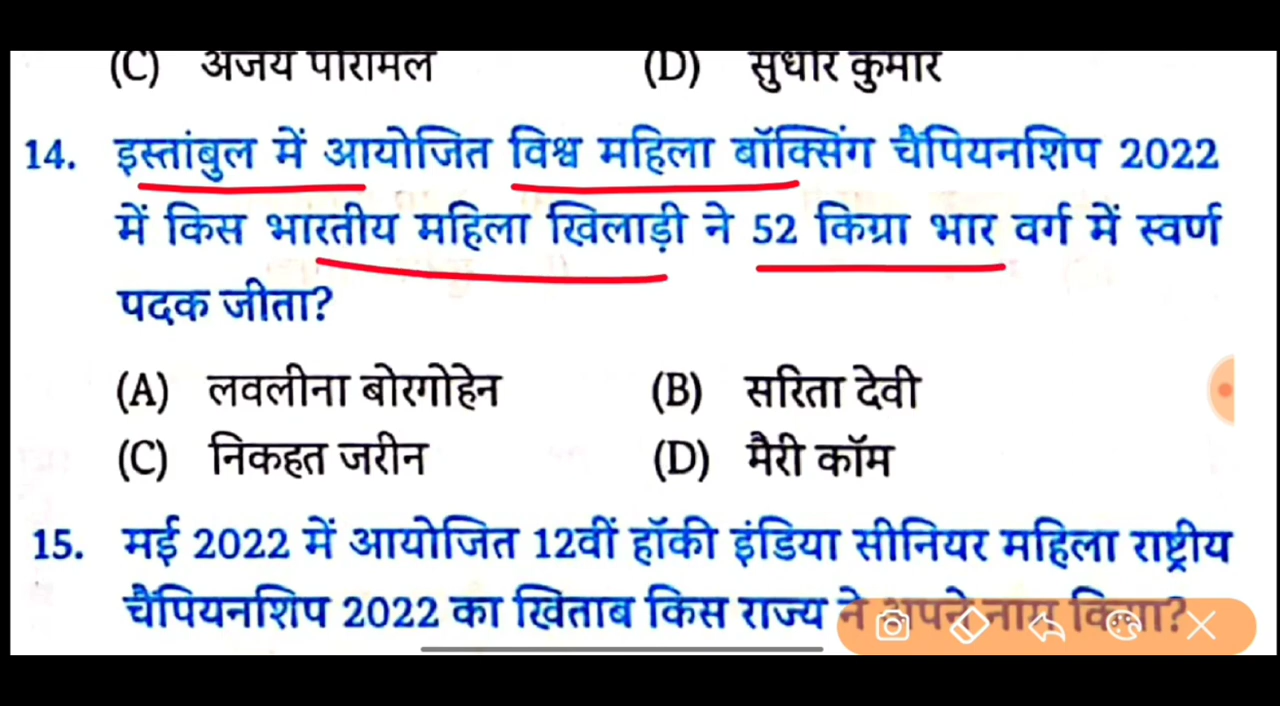 (C) अजय पीरामल (D) सुधीर कुमार
14. इस्तांबुल में आयोजित विश्व महिला बॉक्सिंग चैंपियनशिप 2022
में किस भारतीय महिला खिलाड़ी ने 52 किग्रा भार वर्ग में स्वर्ण
पदक जीता?
(A) लवलीना बोरगोहेन (B) सरिता देवी
(C) निकहत जरीन (D) मैरी कॉम
15. मई 2022 में आयोजित 12वीं हॉकी इंडिया सीनियर महिला राष्ट्रीय
चैंपियनशिप 2022 का खिताब किस राज्य ने अपने नाम किया?